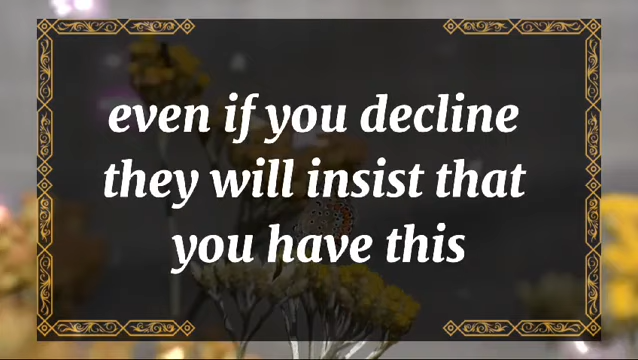 even if you decline
they will insist that
you have this